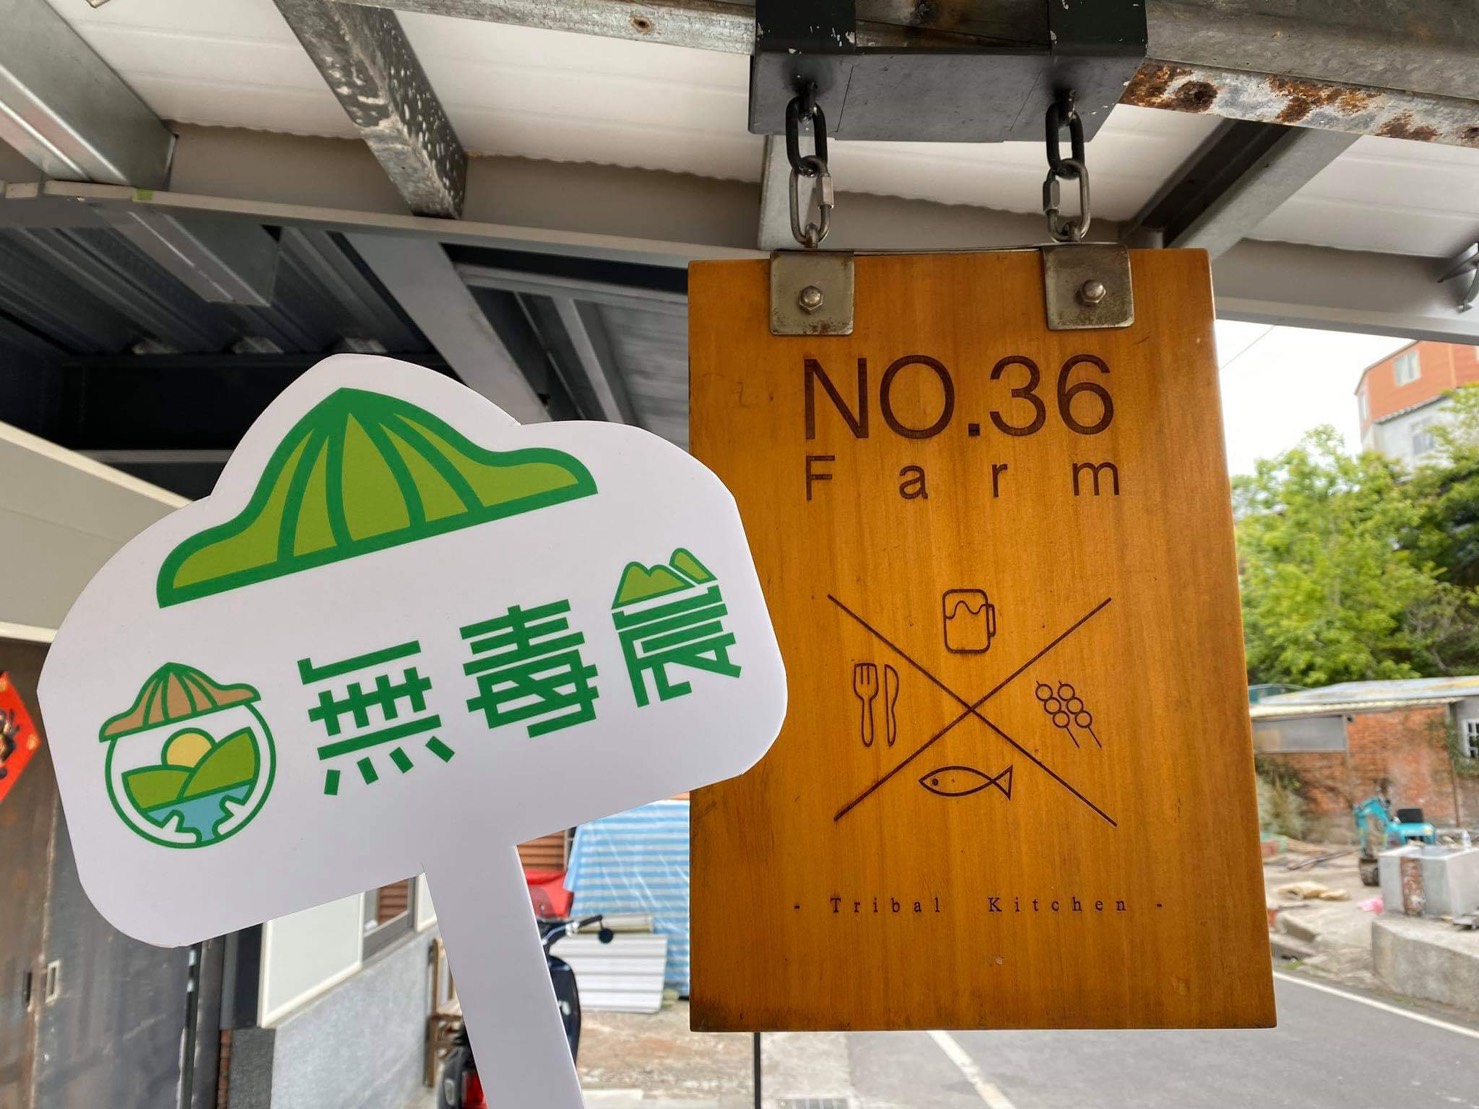 無毒農
NO.36
Farm
- Tribal Kitchen -